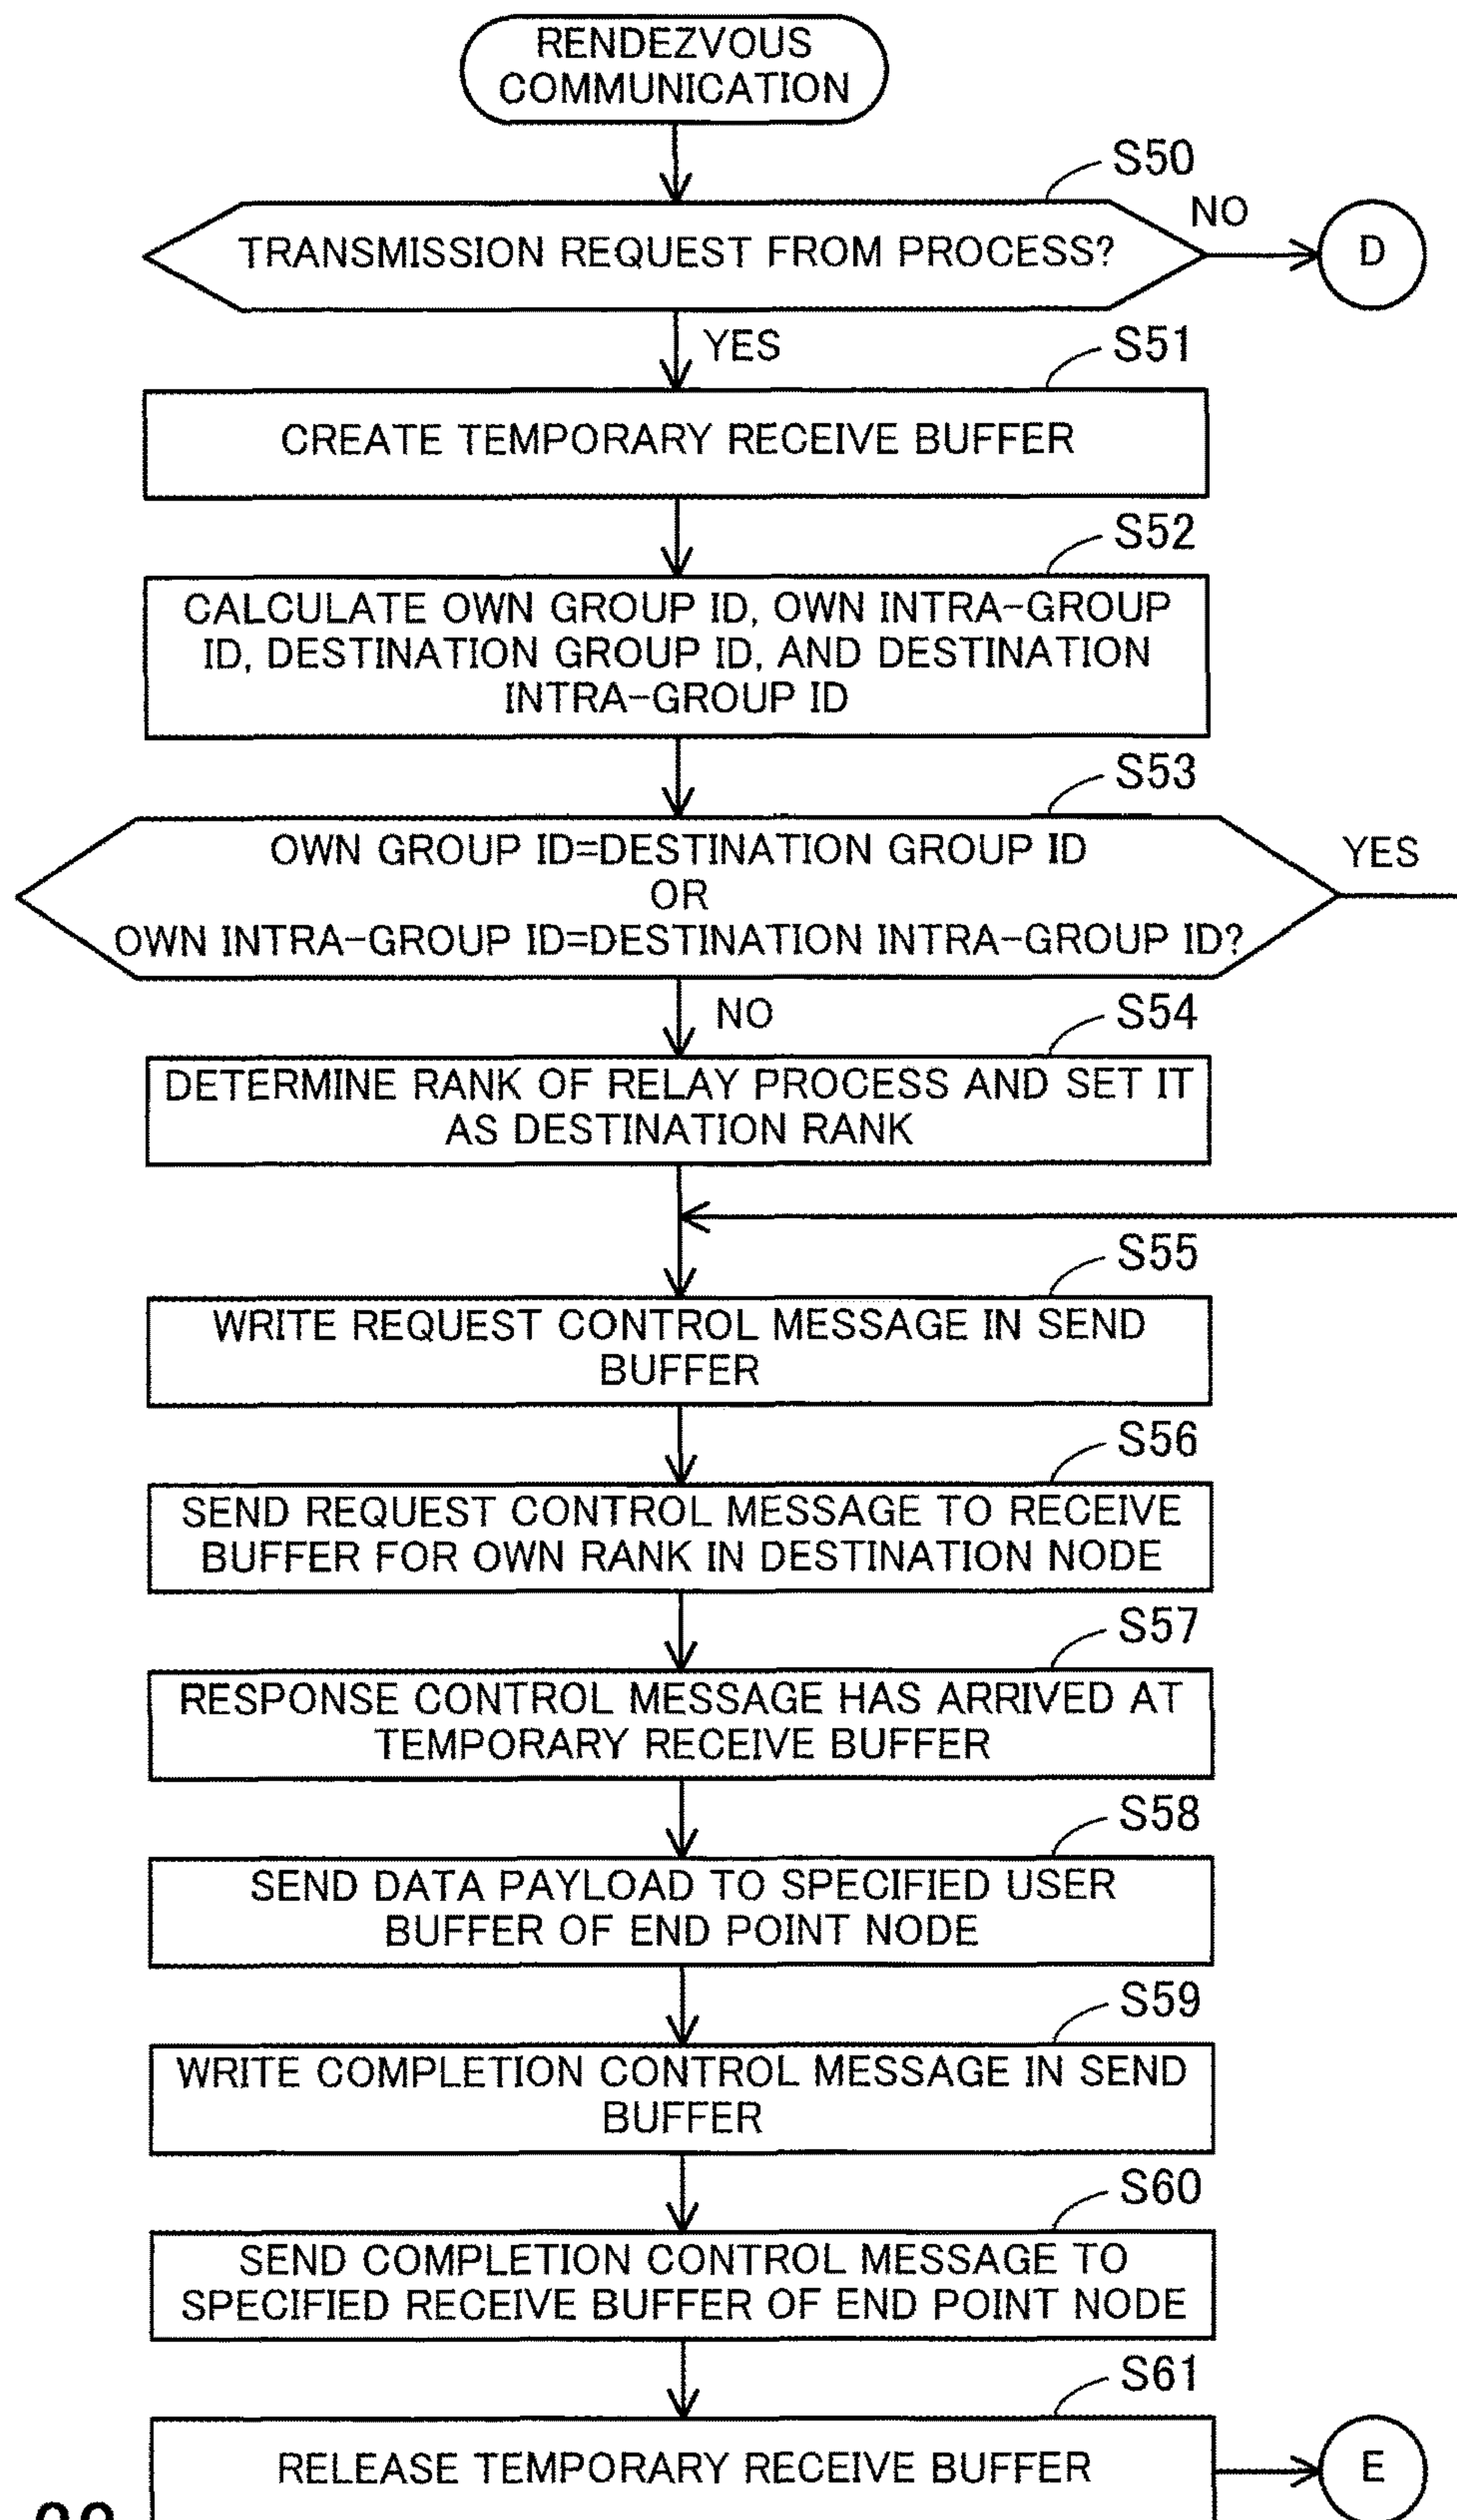 RENDEZVOUS
COMMUNICATION
S50
NO
TRANSMISSION REQUEST FROM PROCESS?
D
YES
S51
CREATE TEMPORARY RECEIVE BUFFER
S52
CALCULATE OWN GROUP ID, OWN INTRA-GROUP
ID, DESTINATION GROUP ID, AND DESTINATION
INTRA-GROUP ID
S53
OWN GROUP ID=DESTINATION GROUP ID
OR
OWN INTRA-GROUP ID=DESTINATION INTRA-GROUP ID?
YES
NO
S54
DETERMINE RANK OF RELAY PROCESS AND SET IT
AS DESTINATION RANK
S55
WRITE REQUEST CONTROL MESSAGE IN SEND
BUFFER
S56
SEND REQUEST CONTROL MESSAGE TO RECEIVE
BUFFER FOR OWN RANK IN DESTINATION NODE
S57
RESPONSE CONTROL MESSAGE HAS ARRIVED AT
TEMPORARY RECEIVE BUFFER
S58
SEND DATA PAYLOAD TO SPECIFIED USER
BUFFER OF END POINT NODE
S59
WRITE COMPLETION CONTROL MESSAGE IN SEND
BUFFER
S60
SEND COMPLETION CONTROL MESSAGE TO
SPECIFIED RECEIVE BUFFER OF END POINT NODE
S61
RELEASE TEMPORARY RECEIVE BUFFER
E